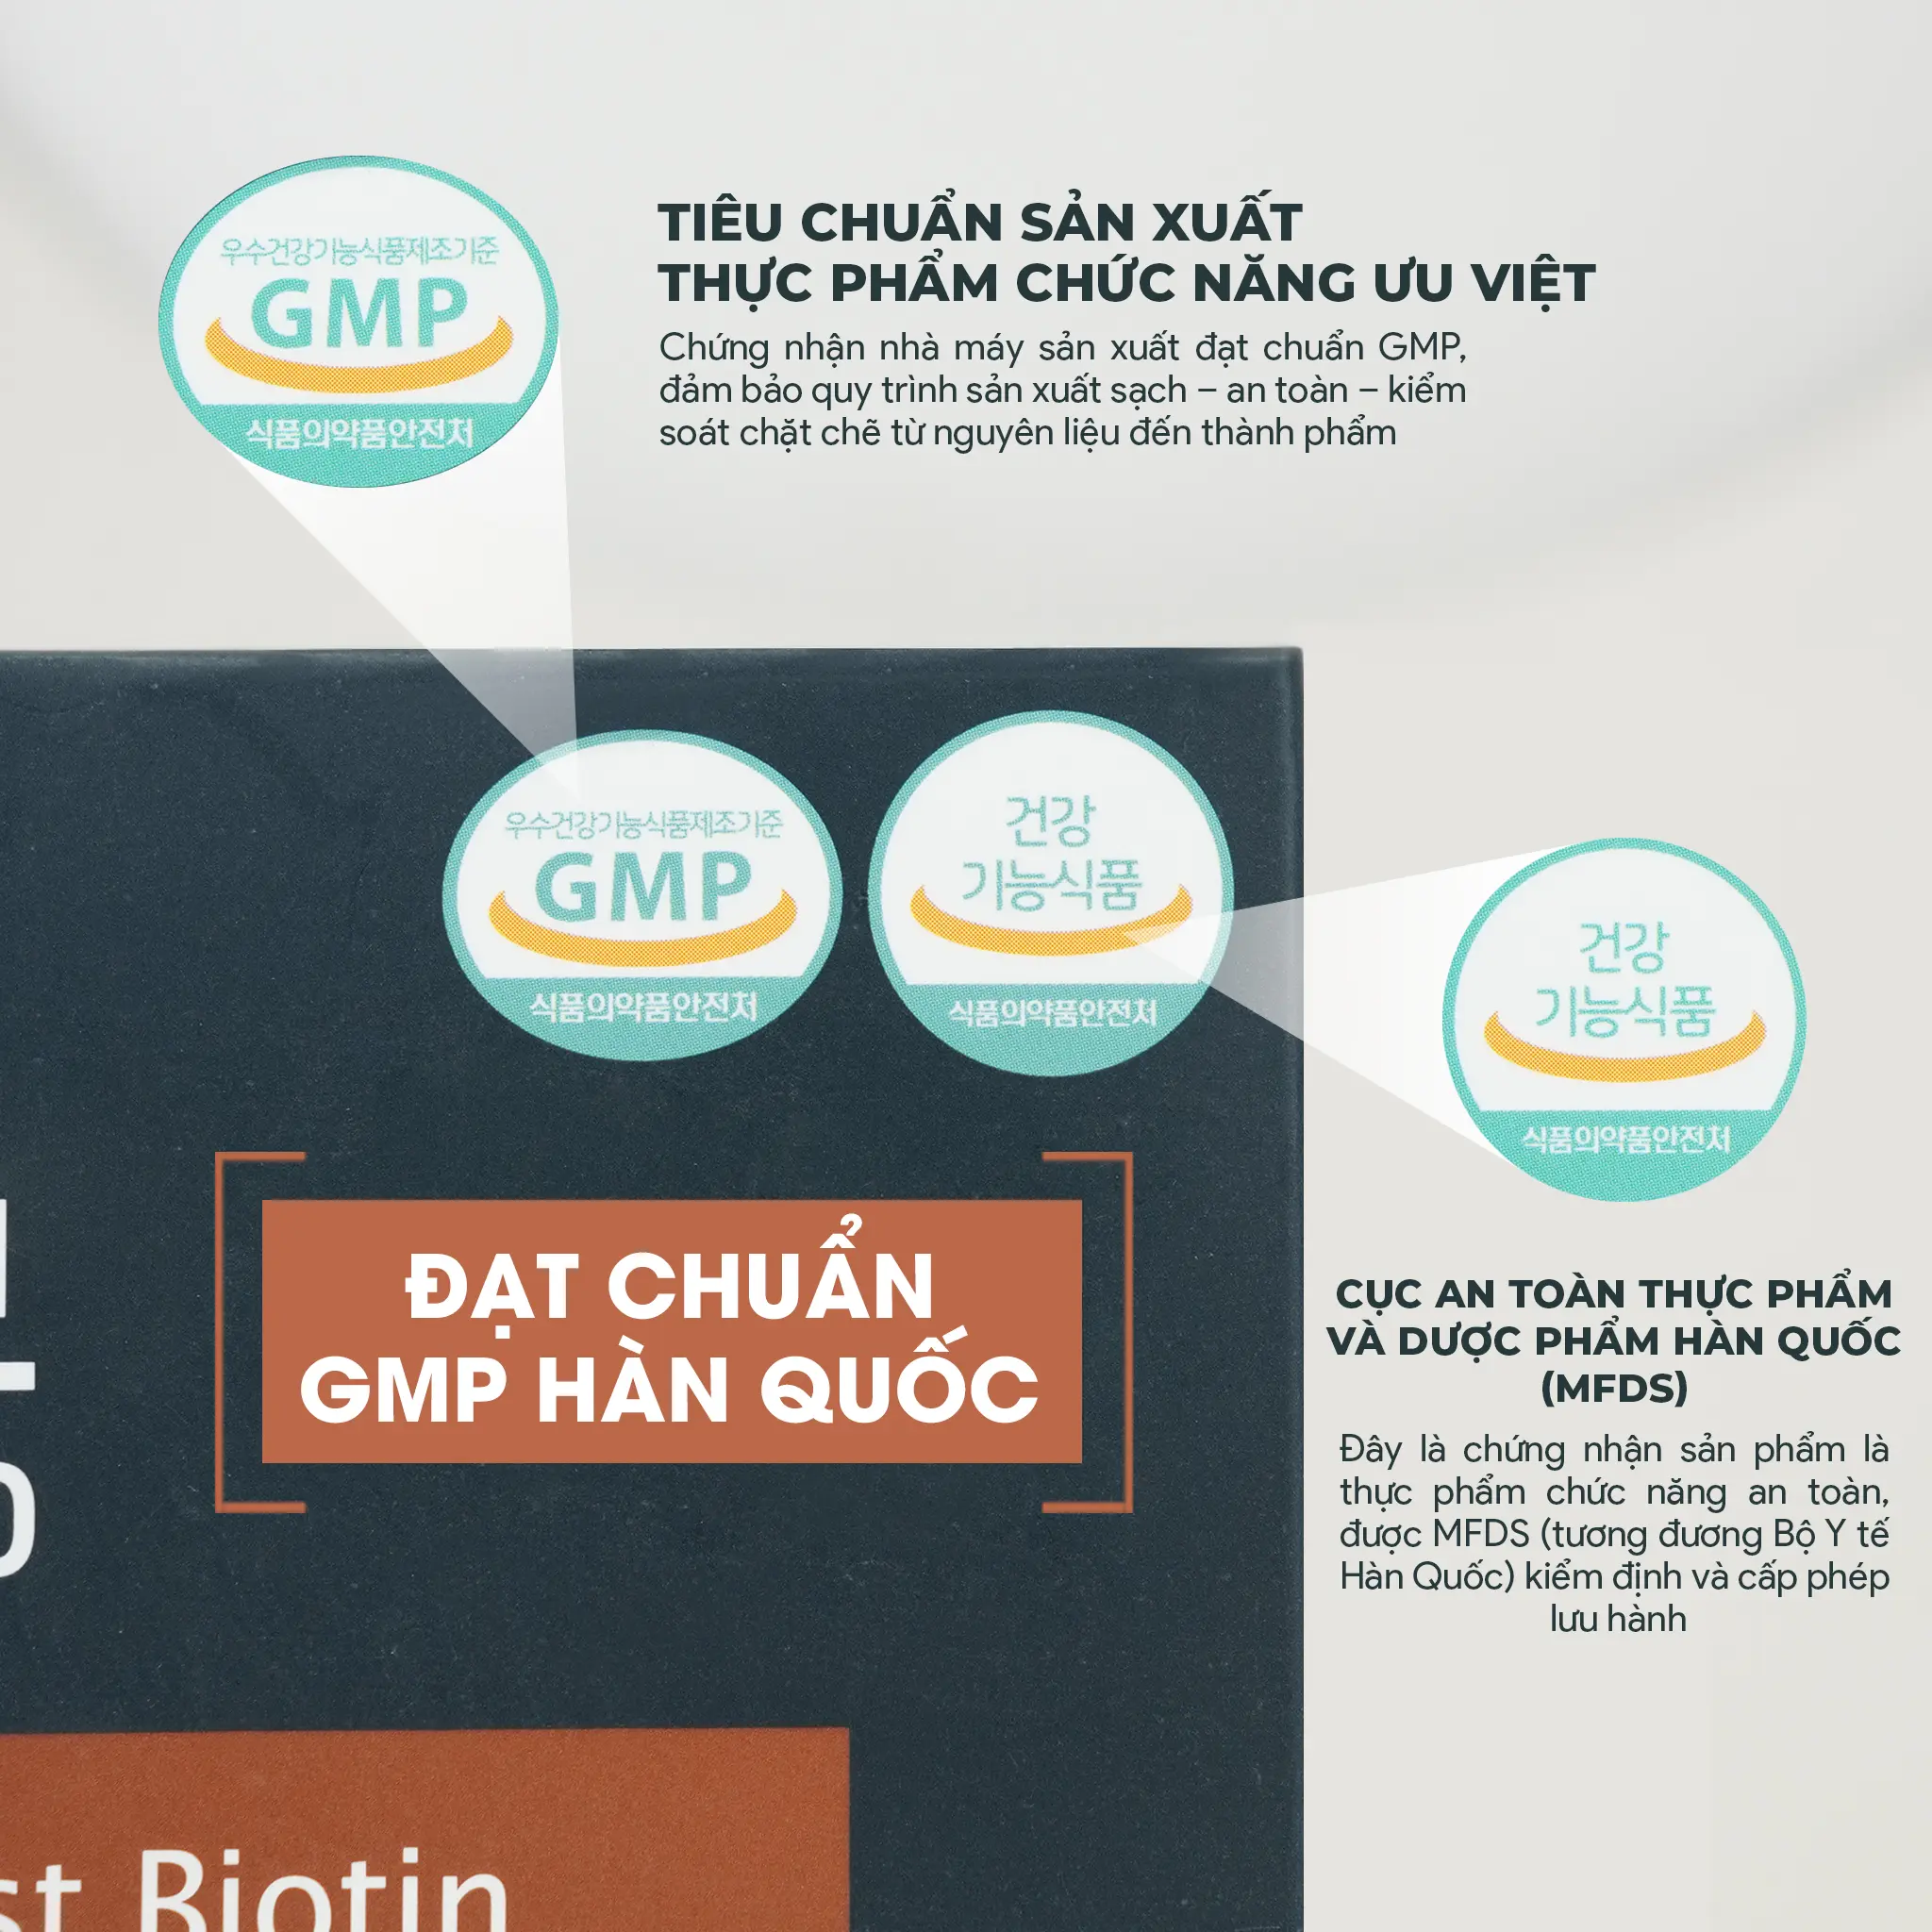 우수건강기능식품제조기준
GMP
식품의약품안전처
TIÊU CHUẨN SẢN XUẤT
THỰC PHẨM CHỨC NĂNG ƯU VIỆT
Chứng nhận nhà máy sản xuất đạt chuẩn GMP,
đảm bảo quy trình sản xuất sạch – an toàn – kiểm
soát chặt chẽ từ nguyên liệu đến thành phẩm
우수건강기능식품제조기준
GMP
식품의약품안전처
건강
기능식품
식품의약품안전처
건강
기능식품
식품의약품안전처
ĐẠT CHUẨN
GMP HÀN QUỐC
CỤC AN TOÀN THỰC PHẨM
VÀ DƯỢC PHẨM HÀN QUỐC
(MFDS)
Đây là chứng nhận sản phẩm là
thực phẩm chức năng an toàn,
được MFDS (tương đương Bộ Y tế
Hàn Quốc) kiểm định và cấp phép
lưu hành
Biotin